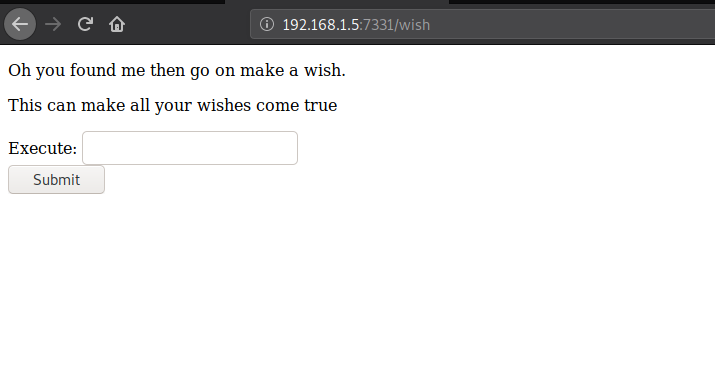 192.168.1.5:7331/wish
Oh you found me then go on make a wish.
This can make all your wishes come true
Execute:
Submit